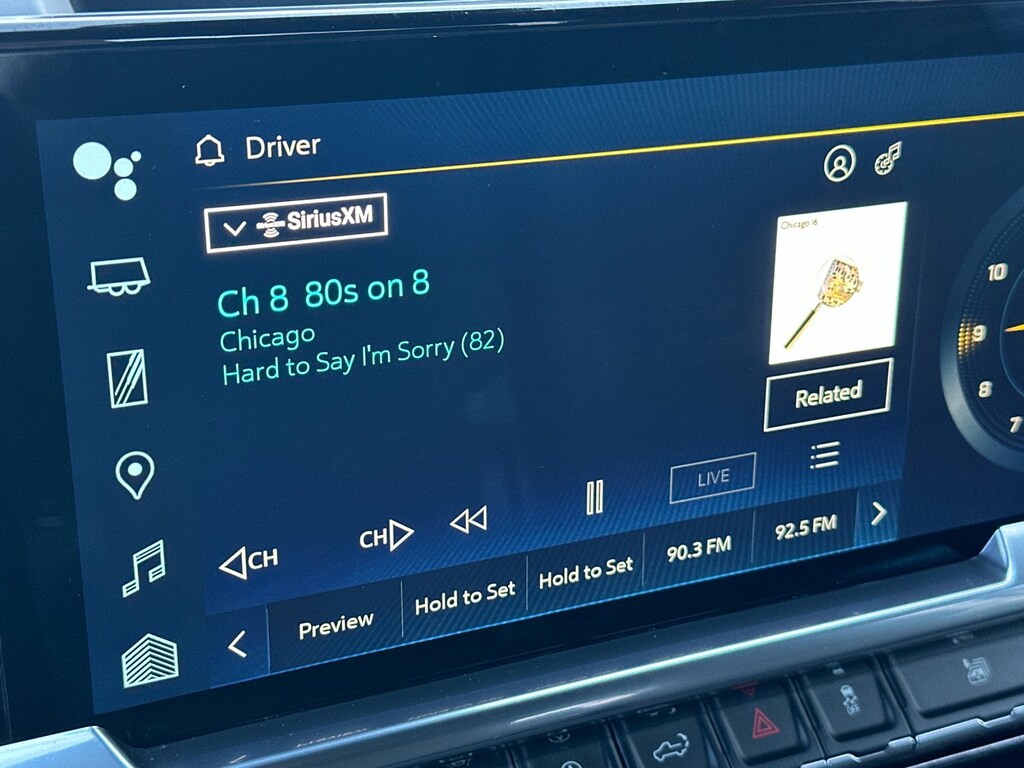 Driver
SiriusXM
Chicago 16
Ch 8 80s on 8
Chicago
Hard to Say I'm Sorry (82)
Related
10
9
8
7
LIVE
CH
CH
Preview
Hold to Set
Hold to Set
90.3 FM
92.5 FM